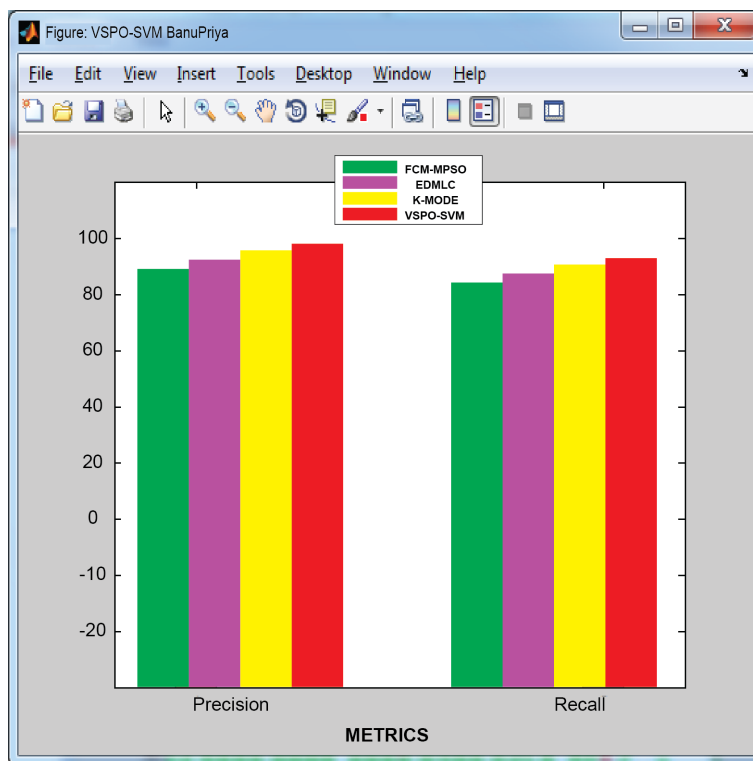 Figure: VSPO-SVM BanuPriya
File Edit View Insert Tools Desktop Window Help
FCM-MPSO
EDMLC
K-MODE
VSPO-SVM
100
80
60
40
20
0
-10
-20
Precision Recall
METRICS